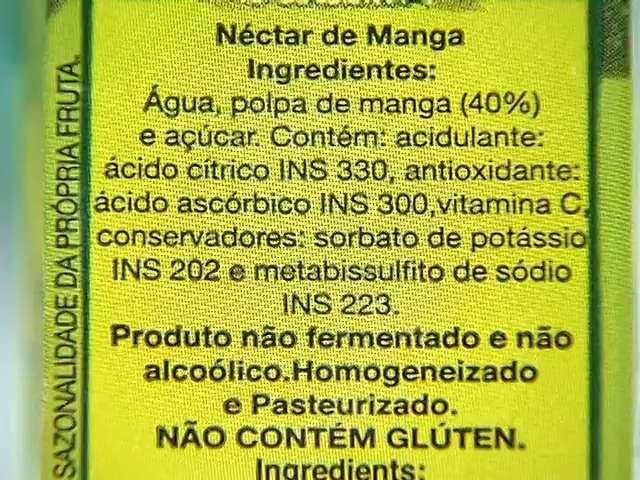 Néctar de Manga
Ingredientes:
Água, polpa de manga (40%)
e açúcar. Contém: acidulante:
ácido cítrico INS 330, antioxidante:
ácido ascórbico INS 300,vitamina C,
conservadores: sorbato de potássio
INS 202 e metabissulfito de sódio
INS 223.
Produto não fermentado e não
alcoólico.Homogeneizado
e Pasteurizado.
NÃO CONTÉM GLÚTEN.
Ingredients:
SAZONALIDADE DA PRÓPRIA FRUTA.